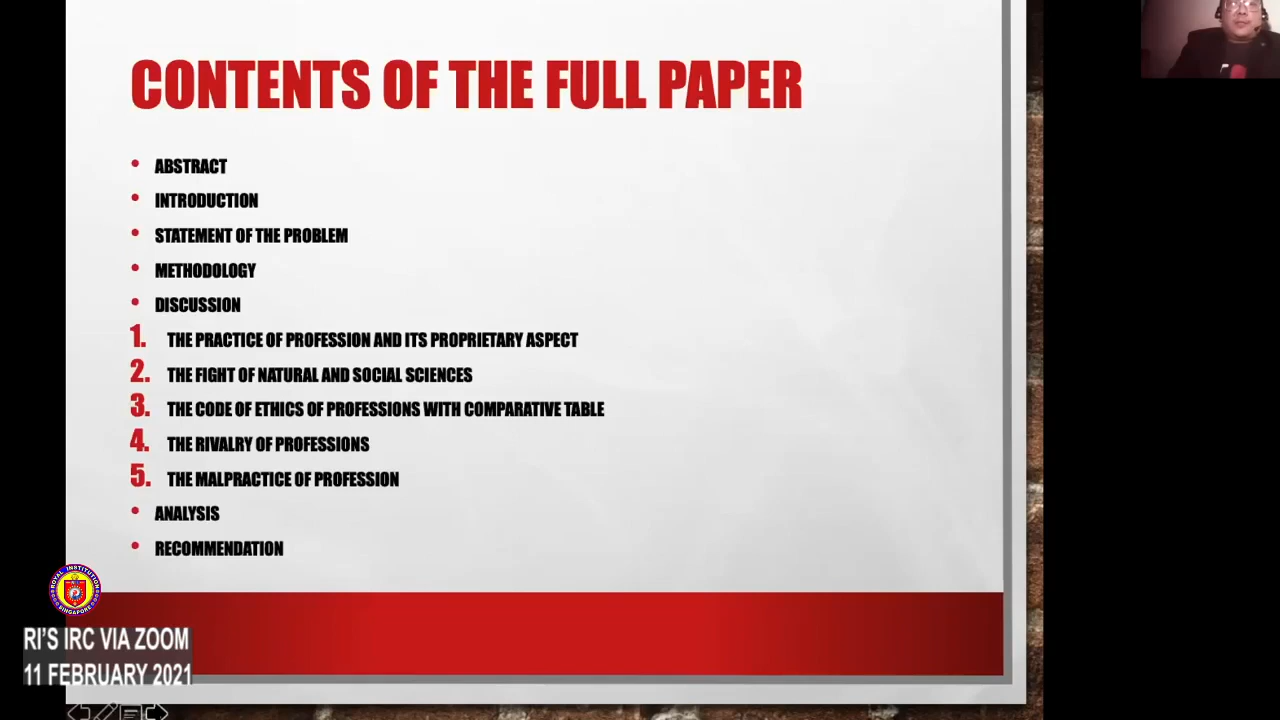 CONTENTS OF THE FULL PAPER
• ABSTRACT
• INTRODUCTION
• STATEMENT OF THE PROBLEM
• METHODOLOGY
• DISCUSSION
1. THE PRACTICE OF PROFESSION AND ITS PROPRIETARY ASPECT
2. THE FIGHT OF NATURAL AND SOCIAL SCIENCES
3. THE CODE OF ETHICS OF PROFESSIONS WITH COMPARATIVE TABLE
4. THE RIVALRY OF PROFESSIONS
5. THE MALPRACTICE OF PROFESSION
• ANALYSIS
• RECOMMENDATION
ROYAL INSTITUTION
SINGAPORE
RI'S IRC VIA ZOOM
11 FEBRUARY 2021